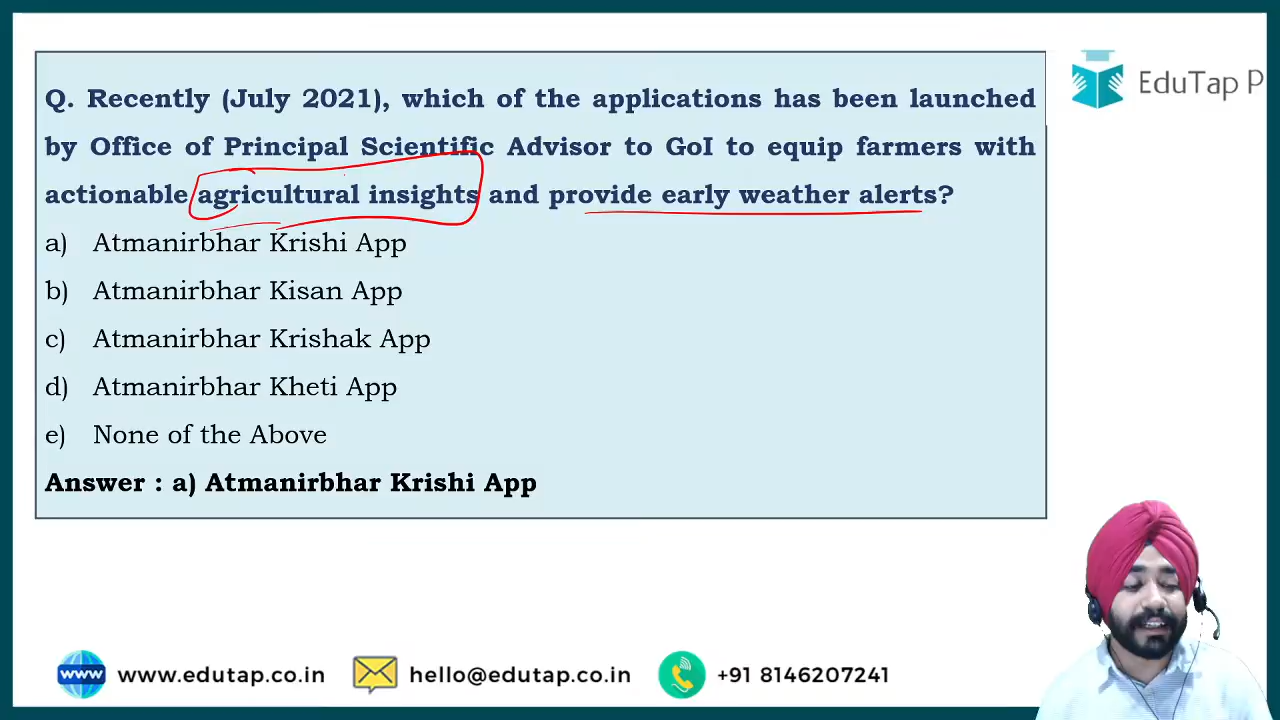 Q. Recently (July 2021), which of the applications has been launched
by Office of Principal Scientific Advisor to GoI to equip farmers with
actionable agricultural insights and provide early weather alerts?
a) Atmanirbhar Krishi App
b) Atmanirbhar Kisan App
c) Atmanirbhar Krishak App
d) Atmanirbhar Kheti App
e) None of the Above
Answer : a) Atmanirbhar Krishi App
EduTap P
www www.edutap.co.in hello@edutap.co.in +91 8146207241